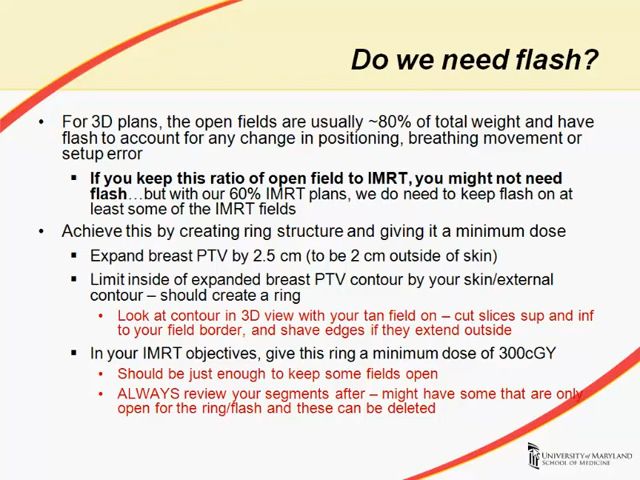 Do we need flash?
• For 3D plans, the open fields are usually ~80% of total weight and have
flash to account for any change in positioning, breathing movement or
setup error
▪ If you keep this ratio of open field to IMRT, you might not need
flash…but with our 60% IMRT plans, we do need to keep flash on at
least some of the IMRT fields
• Achieve this by creating ring structure and giving it a minimum dose
▪ Expand breast PTV by 2.5 cm (to be 2 cm outside of skin)
▪ Limit inside of expanded breast PTV contour by your skin/external
contour – should create a ring
• Look at contour in 3D view with your tan field on – cut slices sup and inf
to your field border, and shave edges if they extend outside
▪ In your IMRT objectives, give this ring a minimum dose of 300cGY
• Should be just enough to keep some fields open
• ALWAYS review your segments after – might have some that are only
open for the ring/flash and these can be deleted
UNIVERSITY of MARYLAND
SCHOOL OF MEDICINE